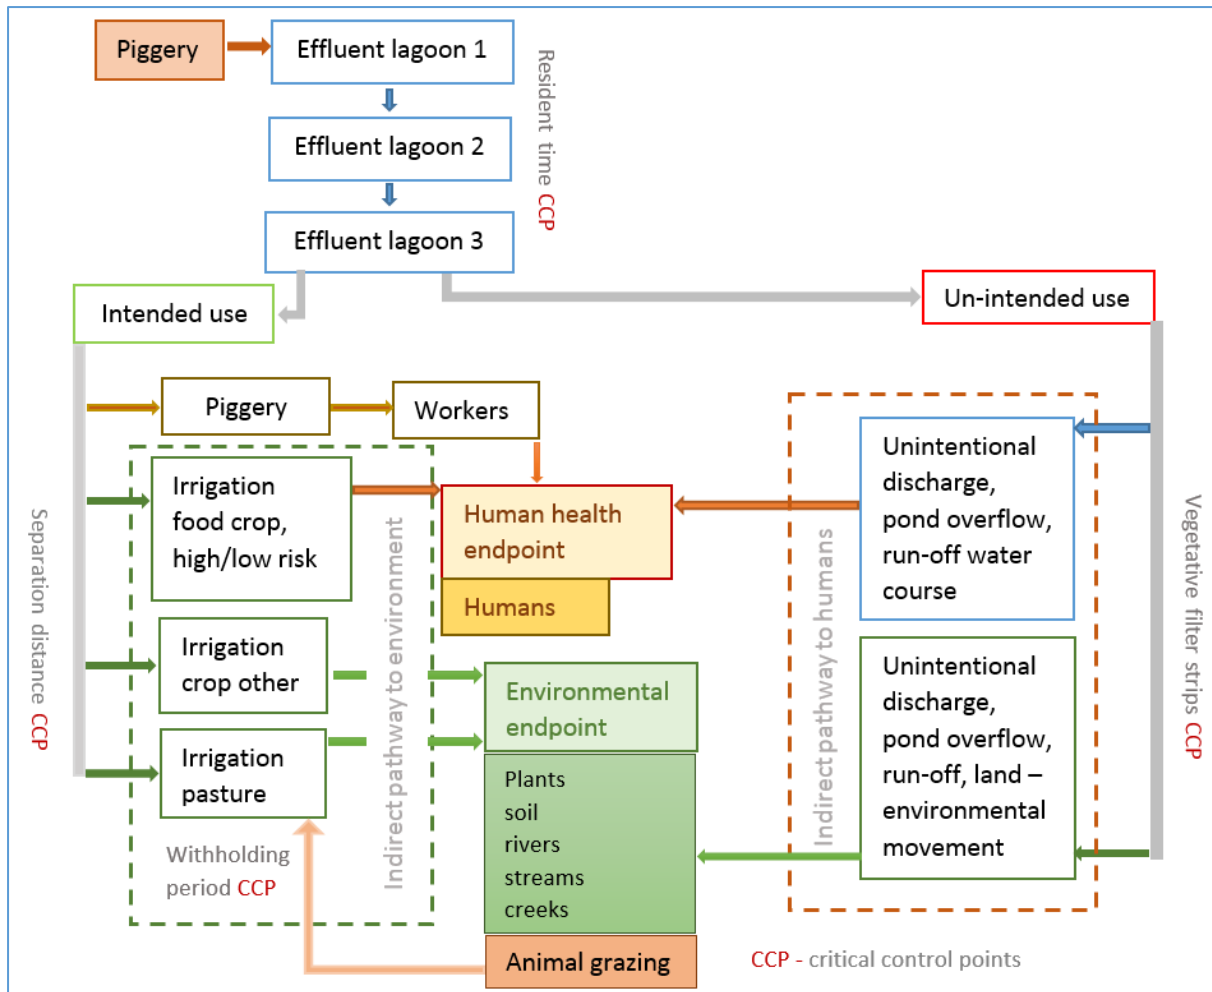 Piggery
Effluent lagoon 1
Effluent lagoon 2
Effluent lagoon 3
Resident time CCP
Intended use
Un-intended use
Piggery
Workers
Irrigation
food crop,
high/low risk
Human health
endpoint
Humans
Unintentional
discharge,
pond overflow,
run-off water
course
Separation distance CCP
Indirect pathway to environment
Indirect pathway to humans
Vegetative filter strips CCP
Irrigation
crop other
Environmental
endpoint
Unintentional
discharge,
pond overflow,
run-off, land –
environmental
movement
Irrigation
pasture
Plants
soil
rivers
streams
creeks
Withholding
period CCP
Animal grazing
CCP - critical control points